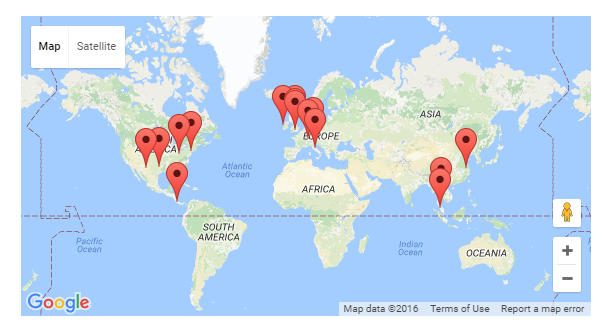 Map Satellite
ASIA
EUROPE
Atlantic
Ocean
AFRICA
SOUTH
AMERICA
Pacific
Ocean
Indian
Ocean
OCEANIA
+
−
Google
Map data ©2016 Terms of Use Report a map error